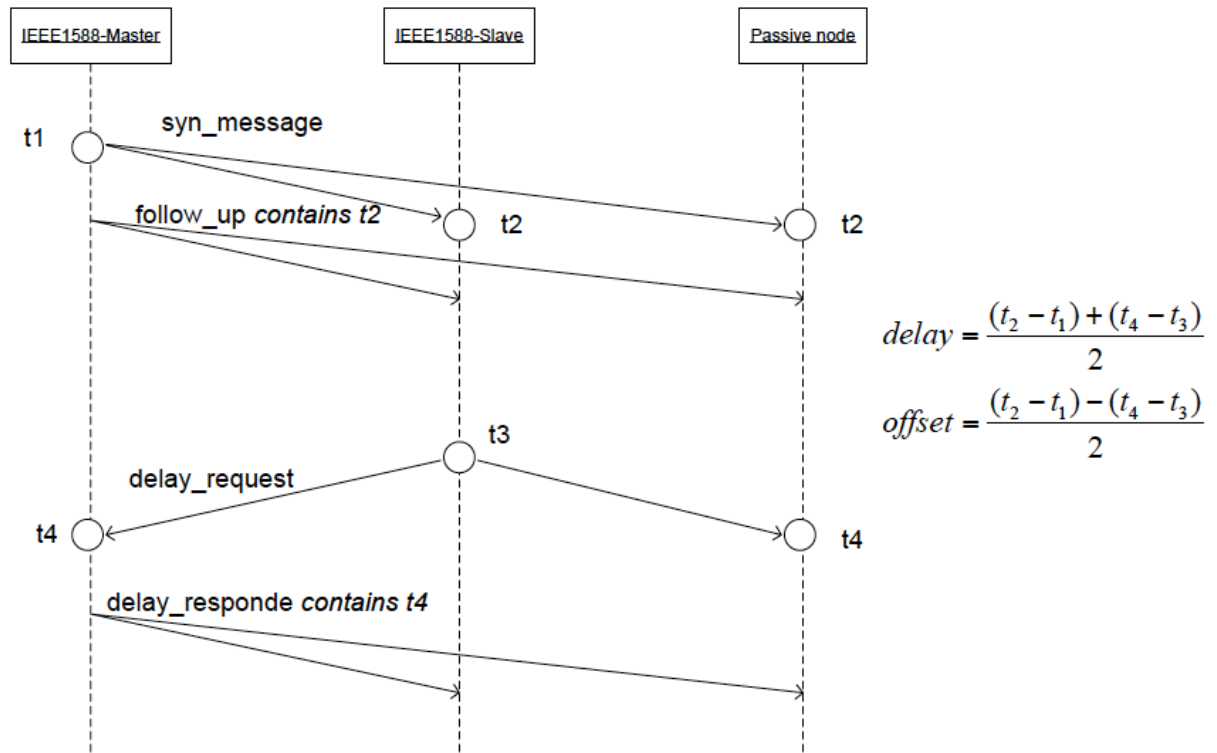 IEEE1588-Master
IEEE1588-Slave
Passive node
t1
syn_message
follow_up contains t2
t2
t2
delay = (t₂ − t₁) + (t₄ − t₃) / 2
offset = (t₂ − t₁) − (t₄ − t₃) / 2
t3
delay_request
t4
t4
delay_responde contains t4